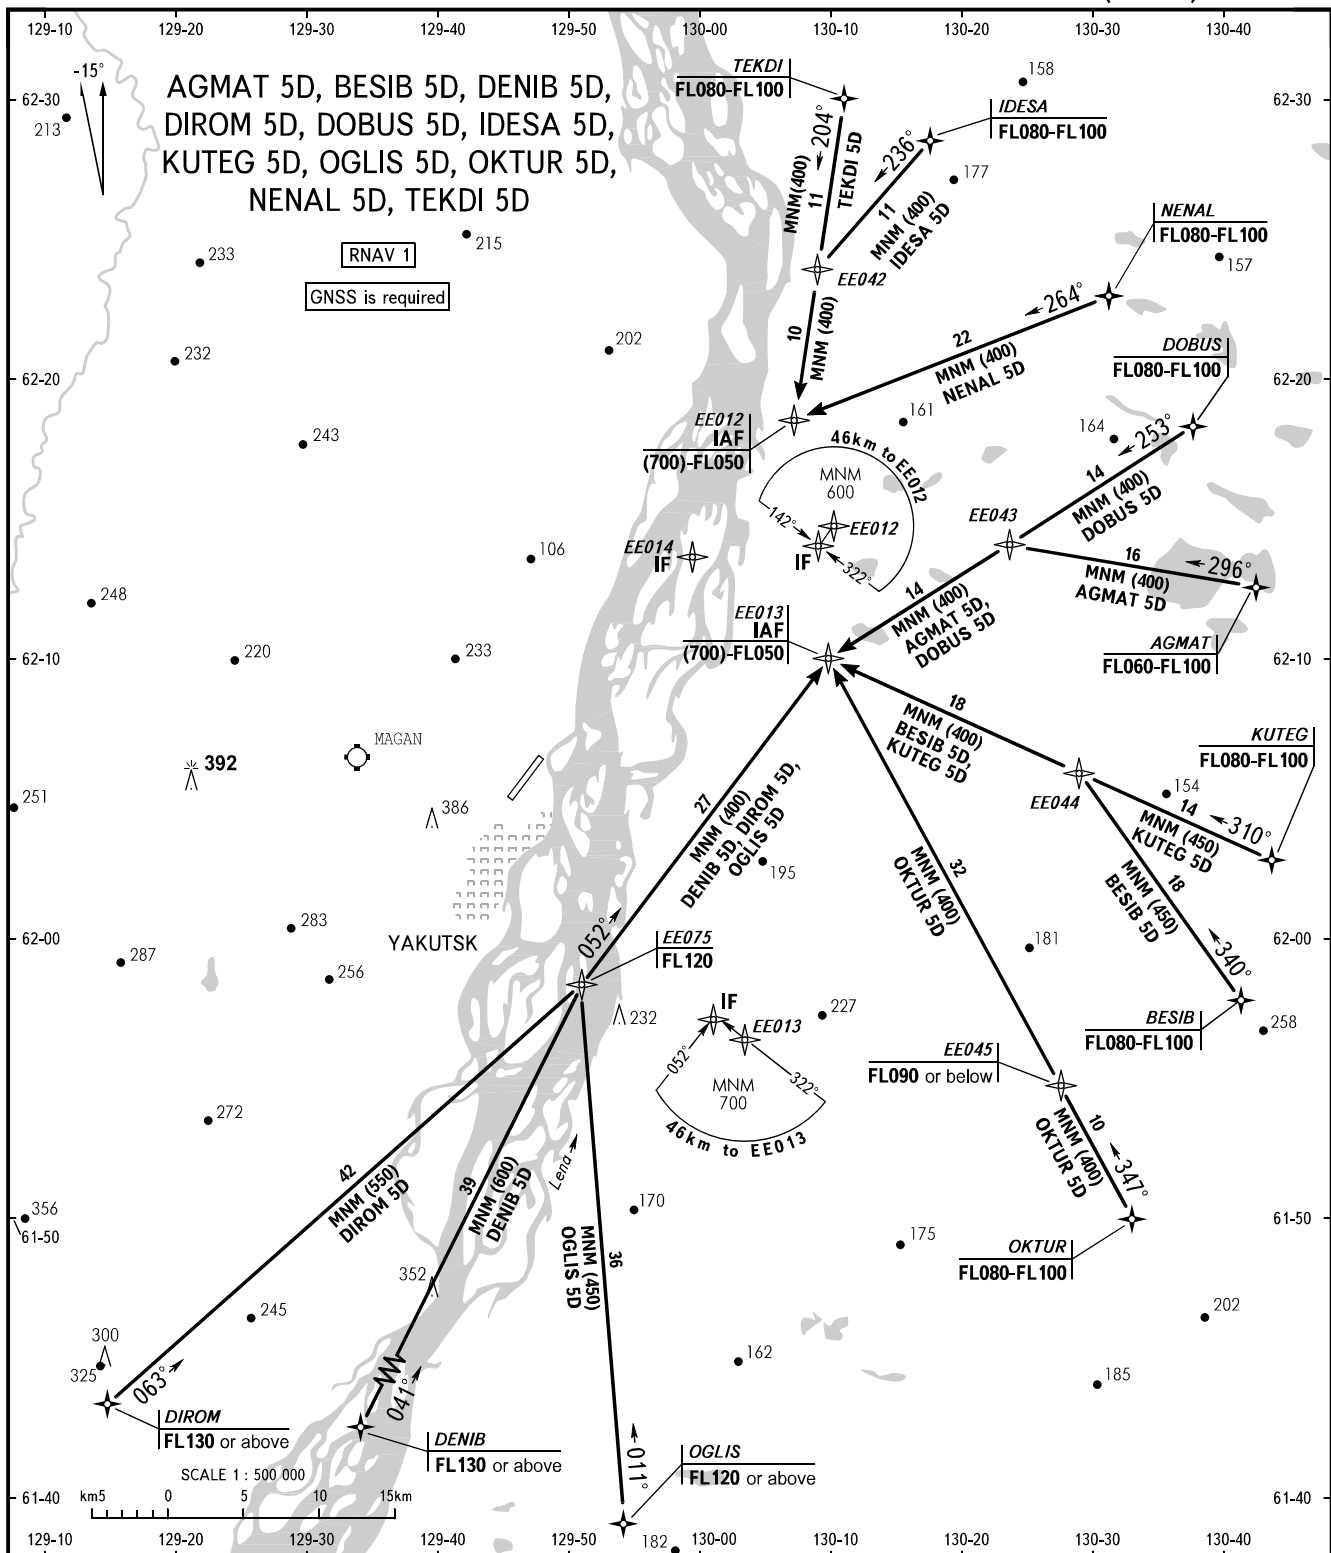 129-10
129-20
129-30
129-40
129-50
130-00
130-10
130-20
130-30
130-40
-15°
AGMAT 5D, BESIB 5D, DENIB 5D,
DIROM 5D, DOBUS 5D, IDESA 5D,
KUTEG 5D, OGLIS 5D, OKTUR 5D,
NENAL 5D, TEKDI 5D
RNAV 1
GNSS is required
TEKDI
FL080-FL100
158
IDESA
FL080-FL100
62-30
62-30
213
204°
236°
MNM(400)
11
TEKDI 5D
11
MNM (400)
IDESA 5D
177
NENAL
FL080-FL100
157
215
233
EE042
264°
10
MNM (400)
22
MNM (400)
NENAL 5D
202
232
DOBUS
FL080-FL100
62-20
62-20
EE012
IAF
(700)-FL050
161
164
253°
243
46km to EE012
MNM
600
142°
EE012
IF
322°
14
MNM (400)
DOBUS 5D
EE043
106
EE014
IF
16
MNM (400)
AGMAT 5D
296°
248
14
MNM (400)
AGMAT 5D,
DOBUS 5D
EE013
IAF
(700)-FL050
220
233
AGMAT
FL060-FL100
62-10
62-10
18
MNM (400)
BESIB 5D,
KUTEG 5D
KUTEG
FL080-FL100
MAGAN
392
386
251
EE044
154
14
MNM (450)
KUTEG 5D
310°
27
MNM (400)
DENIB 5D, DIROM 5D,
OGLIS 5D
195
32
MNM (400)
OKTUR 5D
18
MNM (450)
BESIB 5D
340°
283
YAKUTSK
62-00
62-00
287
256
052°
EE075
FL120
181
232
IF
EE013
052°
322°
MNM
700
46km to EE013
227
BESIB
FL080-FL100
258
EE045
FL090 or below
272
10
MNM (400)
OKTUR 5D
347°
42
MNM (550)
DIROM 5D
39
MNM (600)
DENIB 5D
Lena
36
MNM (450)
OGLIS 5D
170
175
356
61-50
61-50
OKTUR
FL080-FL100
352
245
202
300
325
162
185
063°
041°
011°
DIROM
FL130 or above
DENIB
FL130 or above
OGLIS
FL120 or above
SCALE 1 : 500 000
km5
0
5
10
15km
61-40
61-40
182
129-10
129-20
129-30
129-40
129-50
130-00
130-10
130-20
130-30
130-40